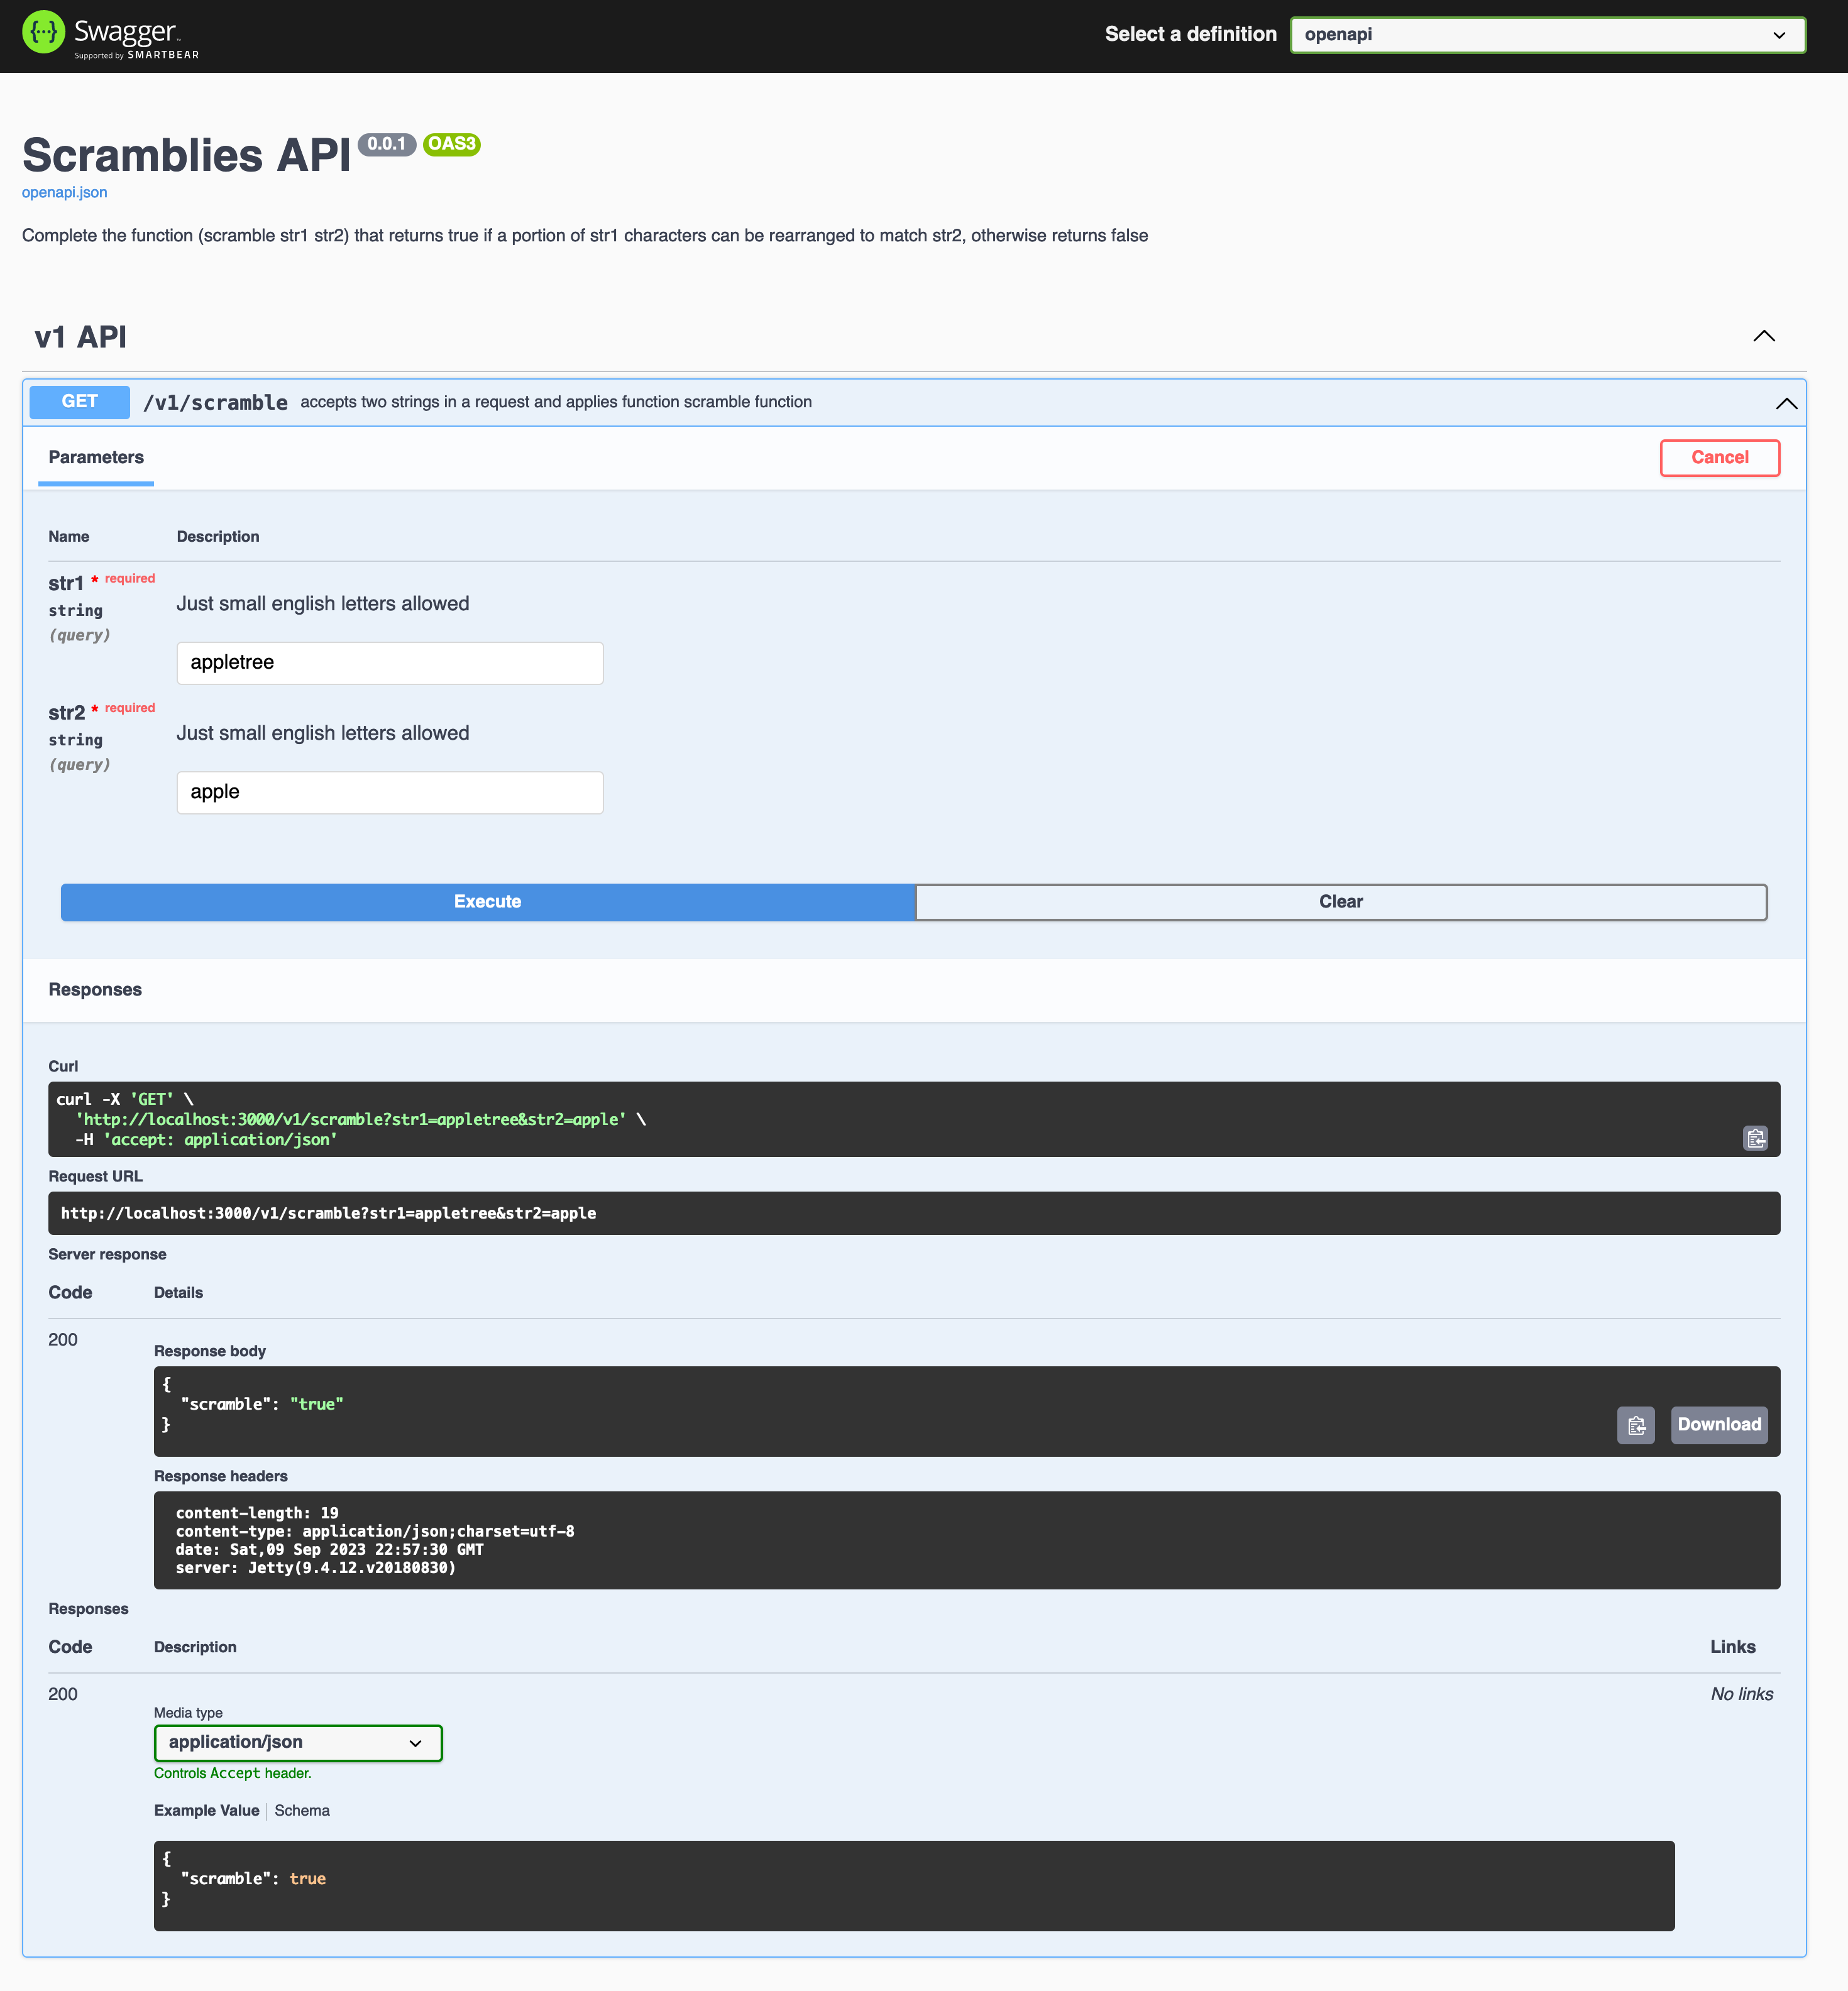 Swagger™
Supported by SMARTBEAR
Select a definition
openapi
Scramblies API 0.0.1 OAS3
openapi.json
Complete the function (scramble str1 str2) that returns true if a portion of str1 characters can be rearranged to match str2, otherwise returns false
v1 API
GET /v1/scramble accepts two strings in a request and applies function scramble function
Parameters
Cancel
Name Description
str1 * required
string
(query)
Just small english letters allowed
appletree
str2 * required
string
(query)
Just small english letters allowed
apple
Execute
Clear
Responses
Curl
curl -X 'GET' \
'http://localhost:3000/v1/scramble?str1=appletree&str2=apple' \
-H 'accept: application/json'
Request URL
http://localhost:3000/v1/scramble?str1=appletree&str2=apple
Server response
Code Details
200
Response body
{
"scramble": "true"
}
Download
Response headers
content-length: 19
content-type: application/json;charset=utf-8
date: Sat,09 Sep 2023 22:57:30 GMT
server: Jetty(9.4.12.v20180830)
Responses
Code Description Links
200
No links
Media type
application/json
Controls Accept header.
Example Value Schema
{
"scramble": true
}